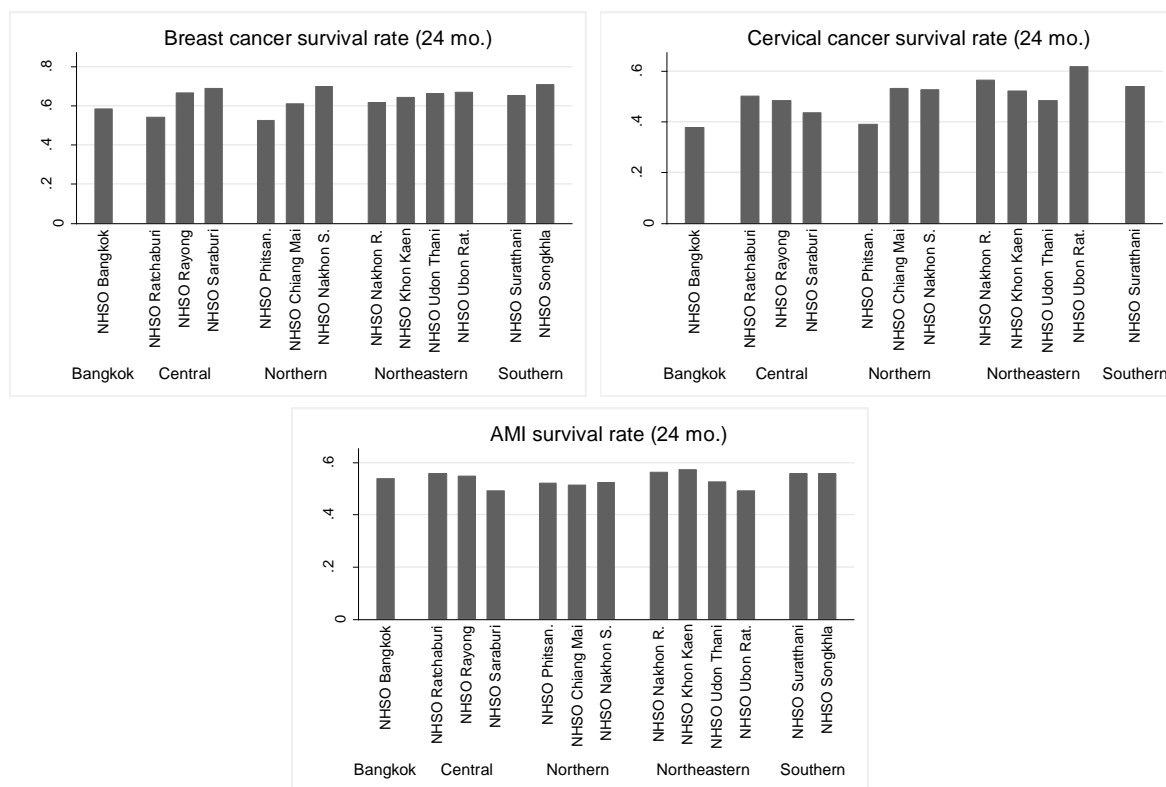 Breast cancer survival rate (24 mo.)
.8
.6
.4
.2
0
NHSO Bangkok
NHSO Ratchaburi
NHSO Rayong
NHSO Saraburi
NHSO Phitsan.
NHSO Chiang Mai
NHSO Nakhon S.
NHSO Nakhon R.
NHSO Khon Kaen
NHSO Udon Thani
NHSO Ubon Rat.
NHSO Suratthani
NHSO Songkhla
Bangkok Central Northern Northeastern Southern
Cervical cancer survival rate (24 mo.)
.6
.4
.2
0
NHSO Bangkok
NHSO Ratchaburi
NHSO Rayong
NHSO Saraburi
NHSO Phitsan.
NHSO Chiang Mai
NHSO Nakhon S.
NHSO Nakhon R.
NHSO Khon Kaen
NHSO Udon Thani
NHSO Ubon Rat.
NHSO Suratthani
Bangkok Central Northern Northeastern Southern
AMI survival rate (24 mo.)
.6
.4
.2
0
NHSO Bangkok
NHSO Ratchaburi
NHSO Rayong
NHSO Saraburi
NHSO Phitsan.
NHSO Chiang Mai
NHSO Nakhon S.
NHSO Nakhon R.
NHSO Khon Kaen
NHSO Udon Thani
NHSO Ubon Rat.
NHSO Suratthani
NHSO Songkhla
Bangkok Central Northern Northeastern Southern